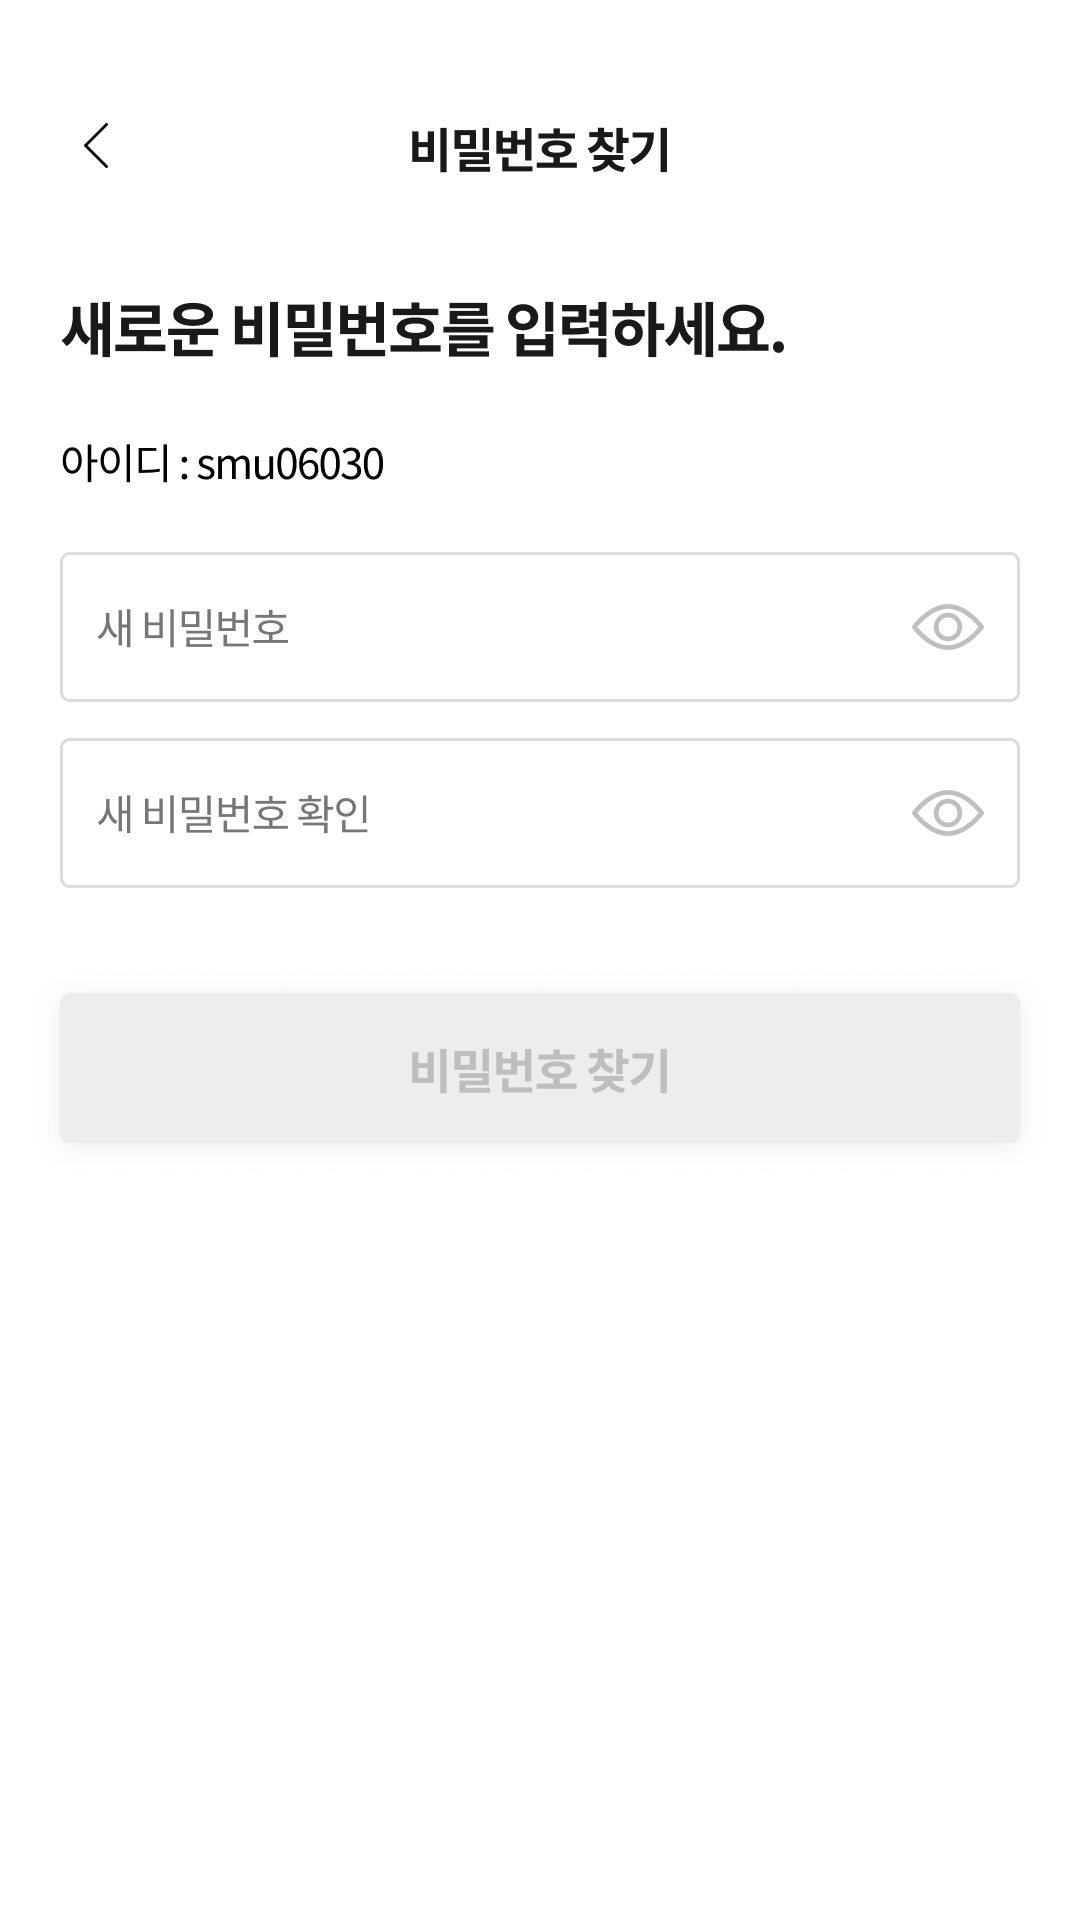 비밀번호 찾기
새로운 비밀번호를 입력하세요.
아이디 : smu06030
새 비밀번호
새 비밀번호 확인
비밀번호 찾기